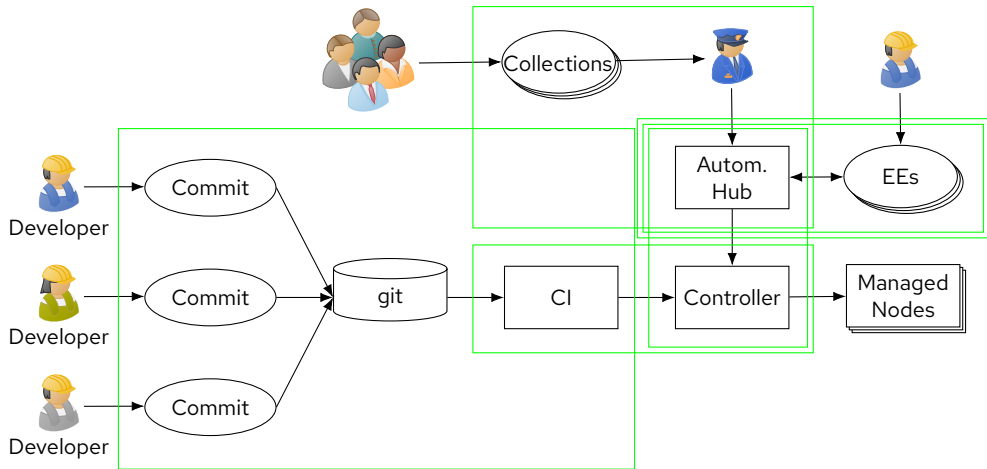 Collections
Autom.
Hub
EEs
Commit
Developer
Commit
Developer
git
CI
Controller
Managed
Nodes
Commit
Developer